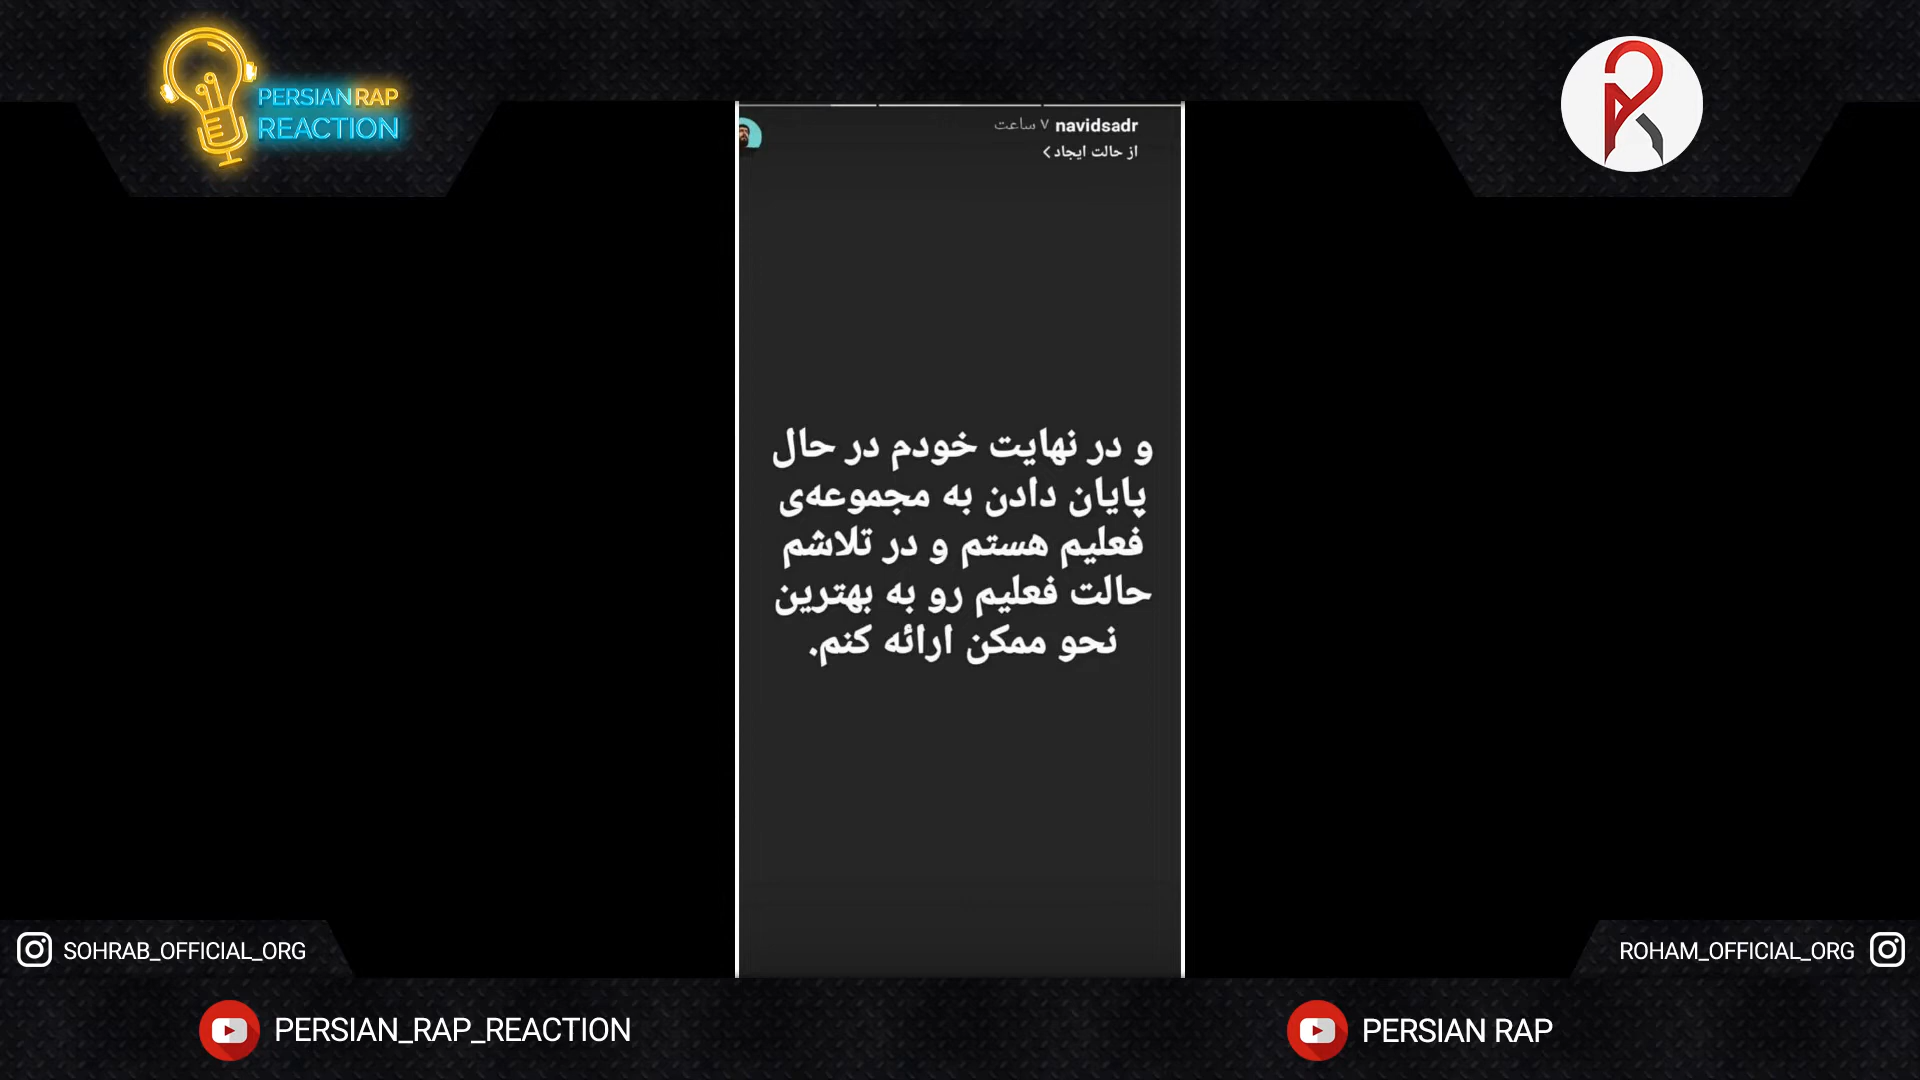 PERSIAN RAP
REACTION
navidsadr ۷ ساعت
از حالت ایجاد
و در نهایت خودم در حال
پایان دادن به مجموعه‌ی
فعلیم هستم و در تلاشم
حالت فعلیم رو به بهترین
نحو ممکن ارائه کنم.
SOHRAB_OFFICIAL_ORG
ROHAM_OFFICIAL_ORG
PERSIAN_RAP_REACTION
PERSIAN RAP